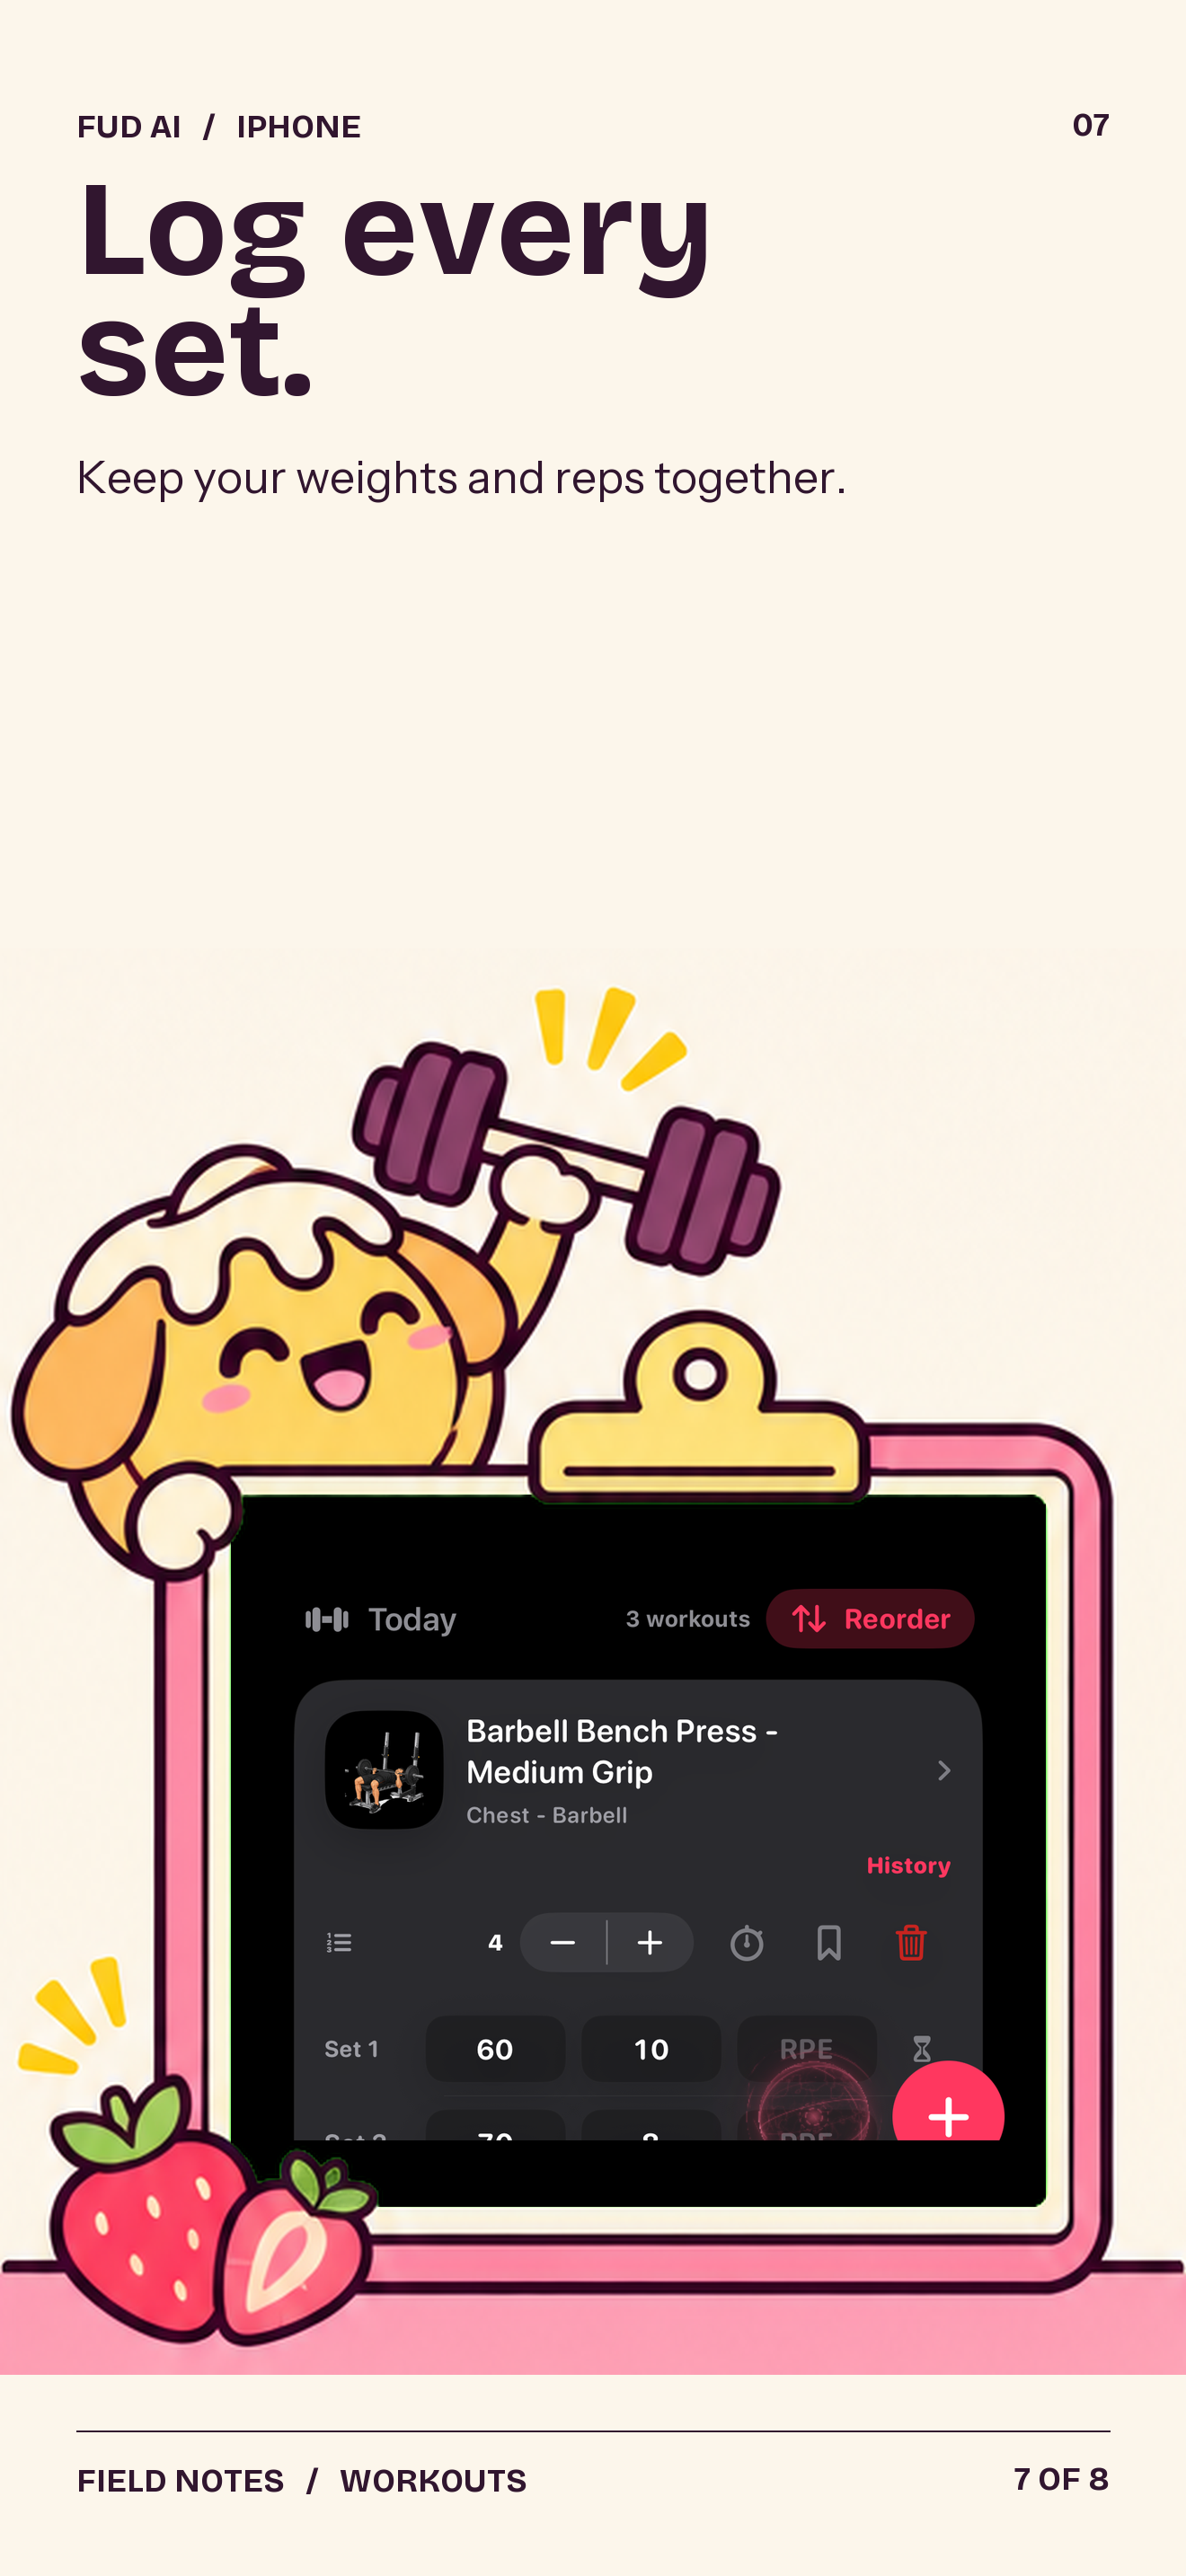 FUD AI / IPHONE
07
Log every
set.
Keep your weights and reps together.
Today
3 workouts
Reorder
Barbell Bench Press -
Medium Grip
Chest - Barbell
History
4
Set 1
60
10
RPE
FIELD NOTES / WORKOUTS
7 OF 8